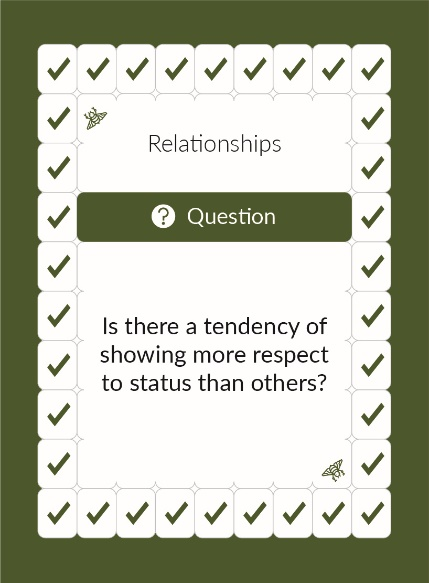 Relationships
? Question
Is there a tendency of
showing more respect
to status than others?